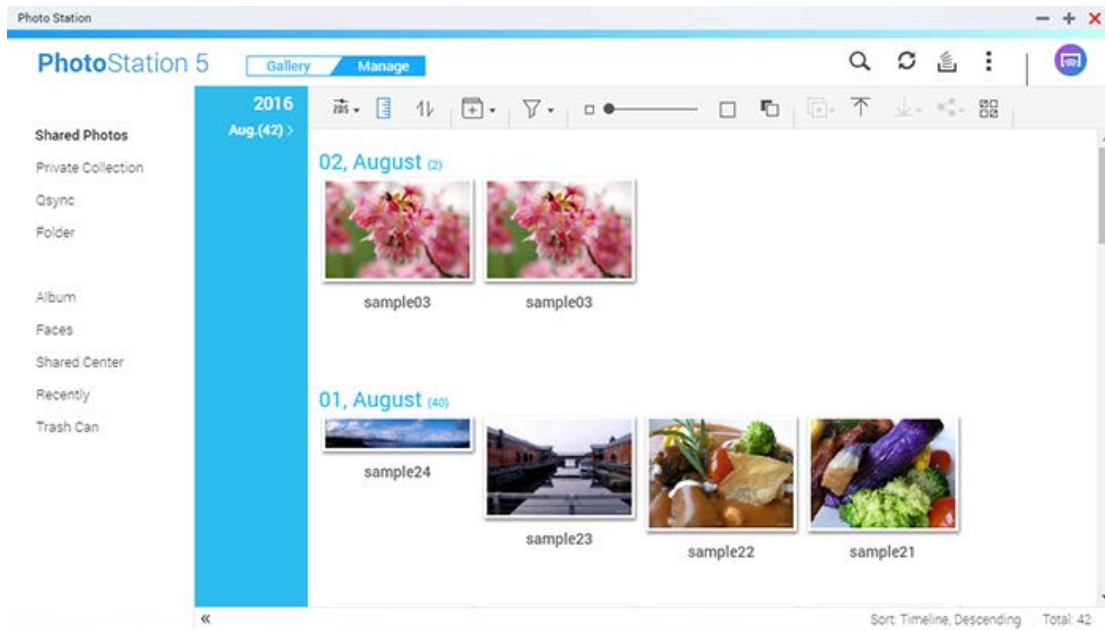 Photo Station
PhotoStation 5
Gallery
Manage
Shared Photos
Private Collection
Qsync
Folder
Album
Faces
Shared Center
Recently
Trash Can
2016
Aug.(42) >
02, August (2)
sample03
sample03
01, August (40)
sample24
sample23
sample22
sample21
«
Sort: Timeline, Descending
Total: 42